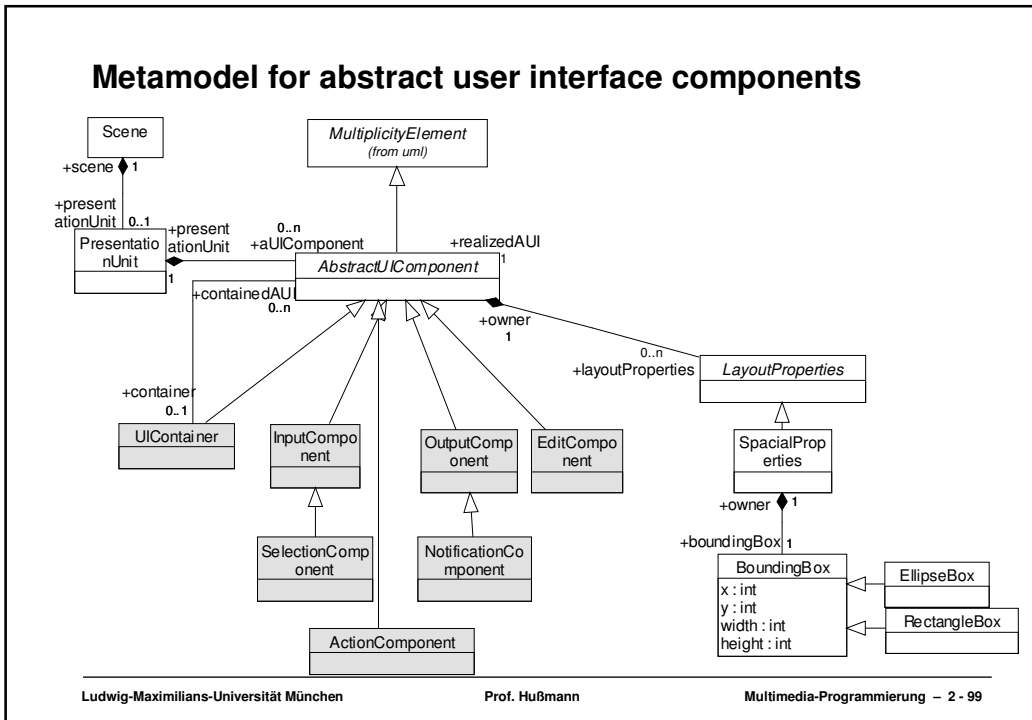 Metamodel for abstract user interface components
Scene
MultiplicityElement
(from uml)
+scene
1
+present
ationUnit
0..1
Presentatio
nUnit
+present
ationUnit
1
0..n
+aUIComponent
+realizedAUI
1
AbstractUIComponent
+containedAUI
0..n
+owner
1
0..n
+layoutProperties
LayoutProperties
+container
0..1
UIContainer
InputCompo
nent
OutputComp
onent
EditCompo
nent
SpacialProp
erties
+owner
1
SelectionComp
onent
NotificationCo
mponent
+boundingBox
1
BoundingBox
x : int
y : int
width : int
height : int
EllipseBox
RectangleBox
ActionComponent
Ludwig-Maximilians-Universität München
Prof. Hußmann
Multimedia-Programmierung – 2 - 99